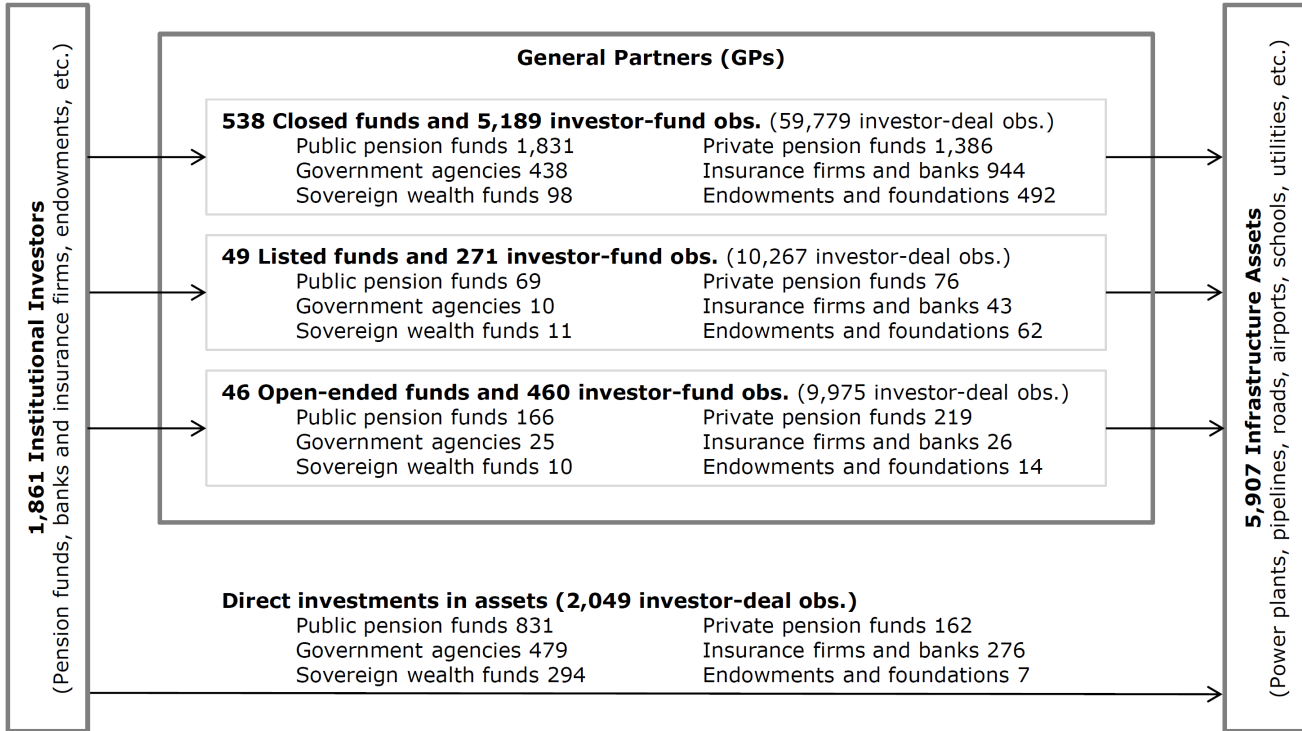 1,861 Institutional Investors
(Pension funds, banks and insurance firms, endowments, etc.)
General Partners (GPs)
538 Closed funds and 5,189 investor-fund obs. (59,779 investor-deal obs.)
Public pension funds 1,831 Private pension funds 1,386
Government agencies 438 Insurance firms and banks 944
Sovereign wealth funds 98 Endowments and foundations 492
49 Listed funds and 271 investor-fund obs. (10,267 investor-deal obs.)
Public pension funds 69 Private pension funds 76
Government agencies 10 Insurance firms and banks 43
Sovereign wealth funds 11 Endowments and foundations 62
46 Open-ended funds and 460 investor-fund obs. (9,975 investor-deal obs.)
Public pension funds 166 Private pension funds 219
Government agencies 25 Insurance firms and banks 26
Sovereign wealth funds 10 Endowments and foundations 14
Direct investments in assets (2,049 investor-deal obs.)
Public pension funds 831 Private pension funds 162
Government agencies 479 Insurance firms and banks 276
Sovereign wealth funds 294 Endowments and foundations 7
5,907 Infrastructure Assets
(Power plants, pipelines, roads, airports, schools, utilities, etc.)